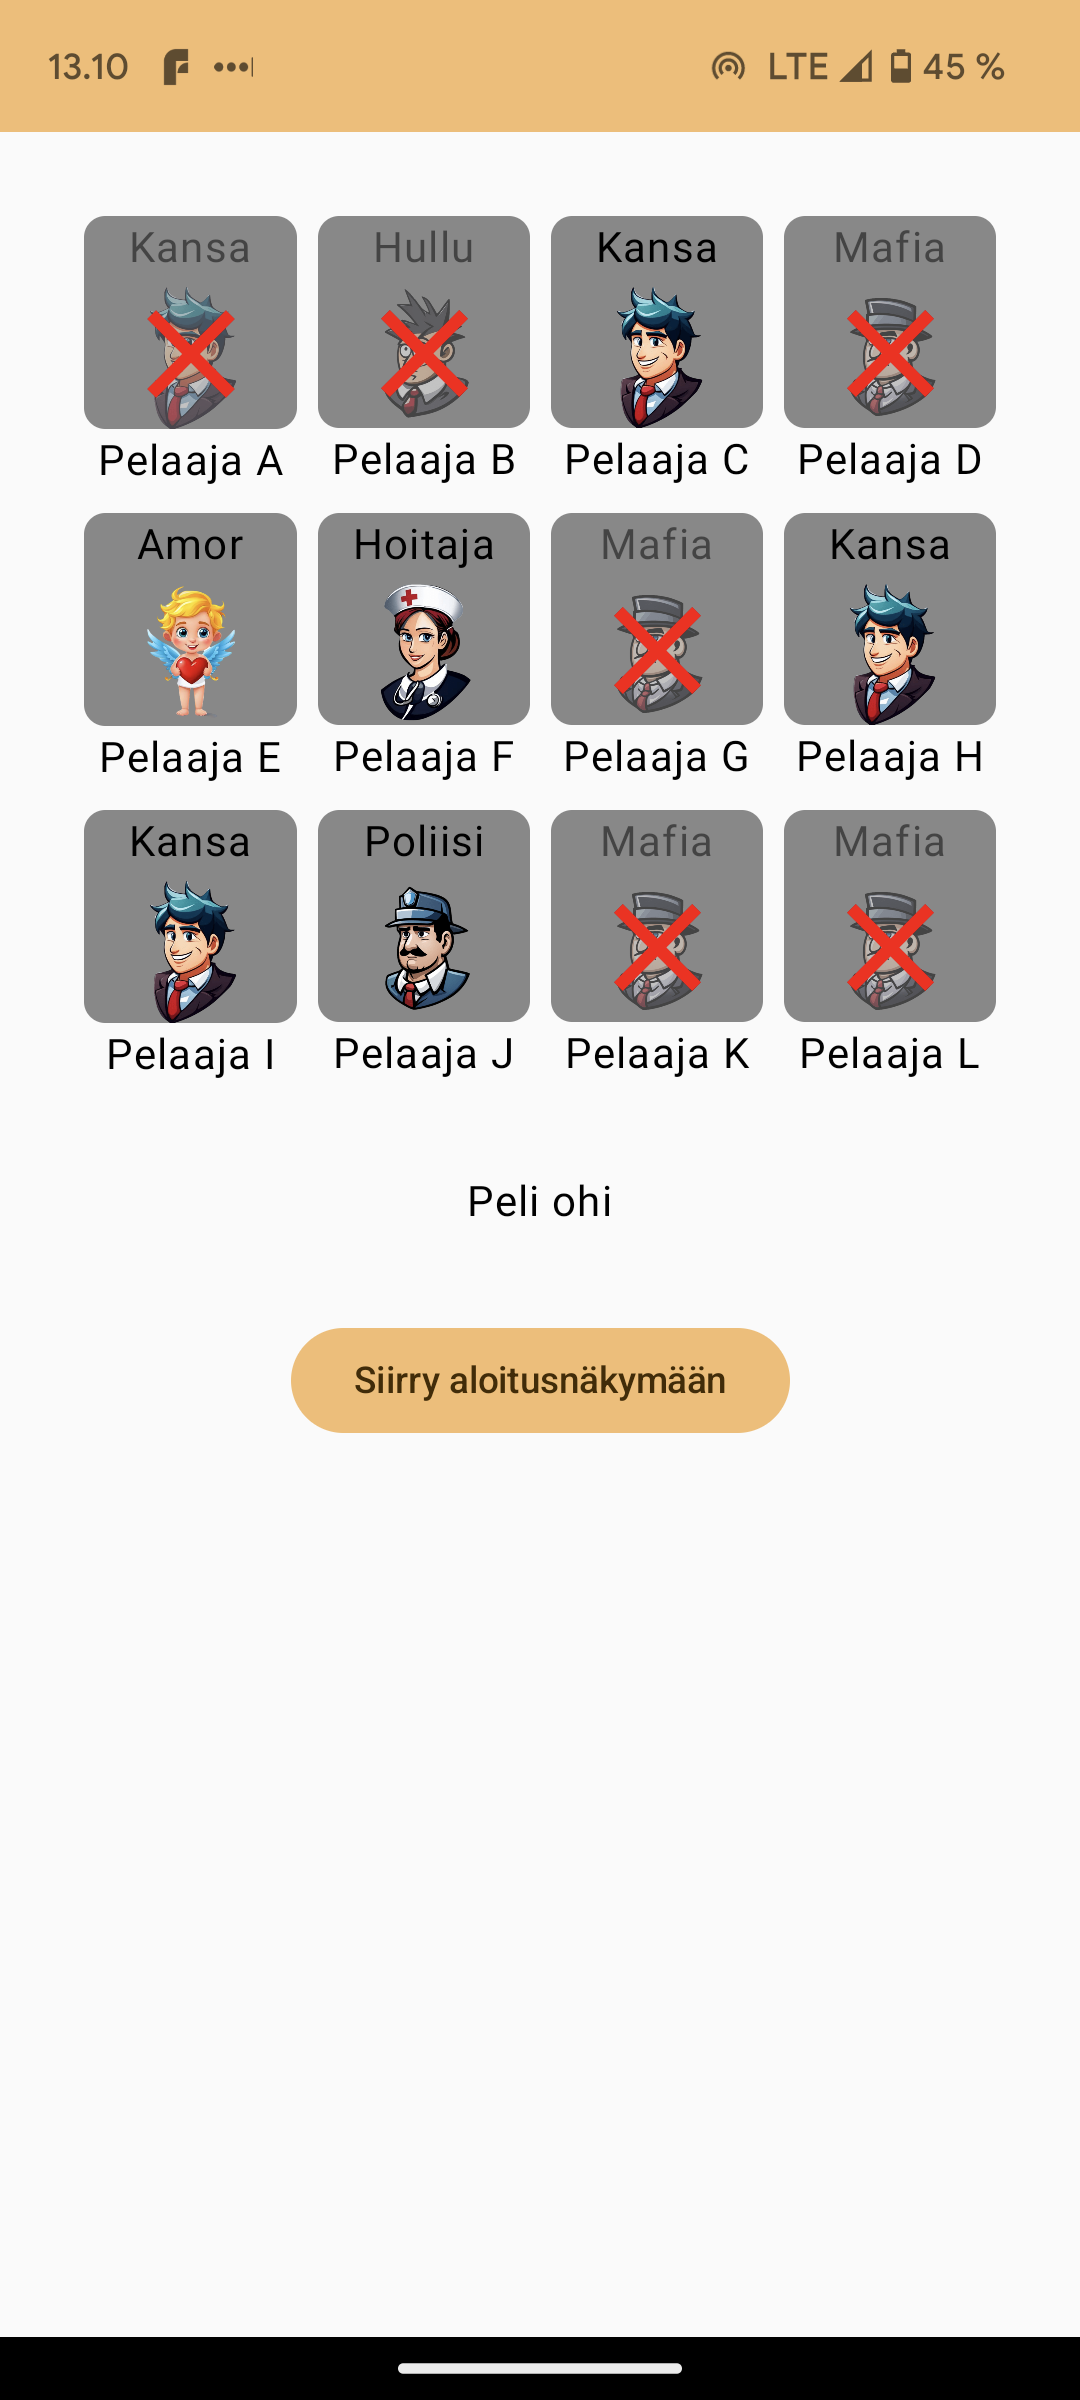 13.10 LTE 45 %
Kansa Hullu Kansa Mafia
Pelaaja A Pelaaja B Pelaaja C Pelaaja D
Amor Hoitaja Mafia Kansa
Pelaaja E Pelaaja F Pelaaja G Pelaaja H
Kansa Poliisi Mafia Mafia
Pelaaja I Pelaaja J Pelaaja K Pelaaja L
Peli ohi
Siirry aloitusnäkymään